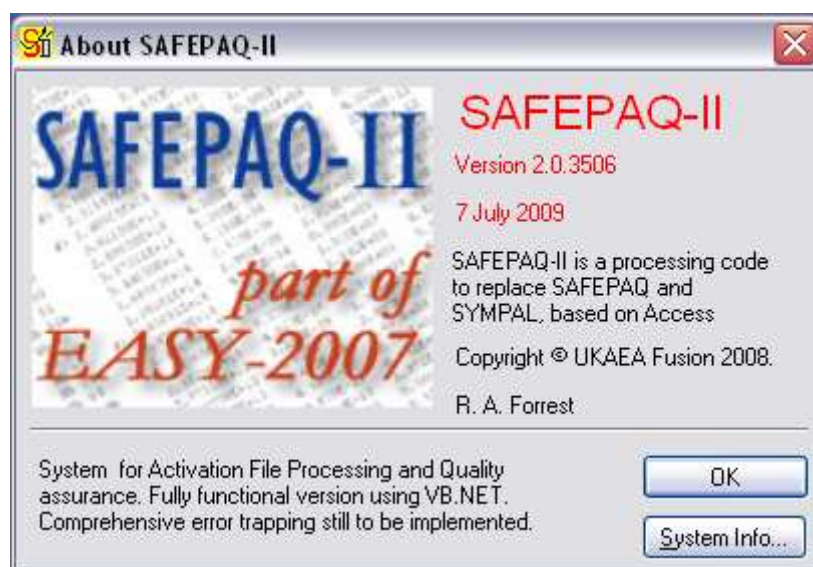 About SAFEPAQ-II
SAFEPAQ-II
part of
EASY-2007
SAFEPAQ-II
Version 2.0.3506
7 July 2009
SAFEPAQ-II is a processing code
to replace SAFEPAQ and
SYMPAL, based on Access
Copyright © UKAEA Fusion 2008.
R. A. Forrest
System for Activation File Processing and Quality
assurance. Fully functional version using VB.NET.
Comprehensive error trapping still to be implemented.
OK
System Info...